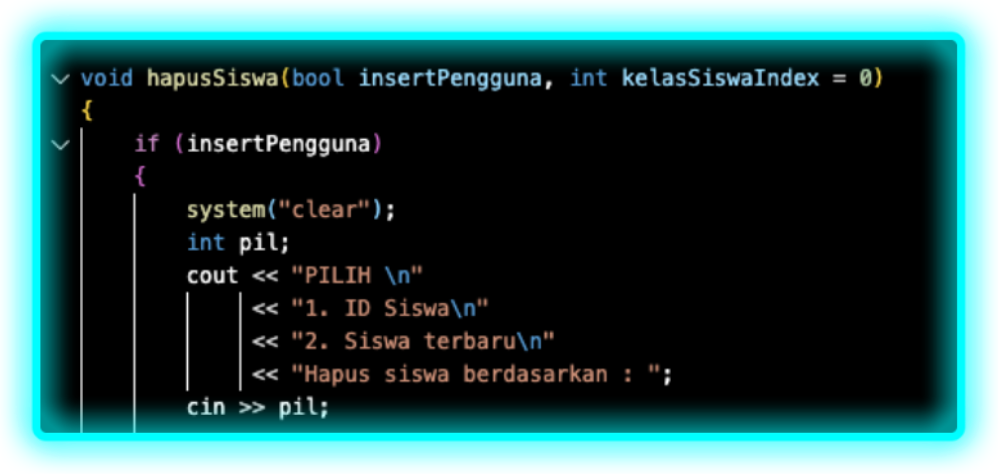 void hapusSiswa(bool insertPengguna, int kelasSiswaIndex = 0)
{
if (insertPengguna)
{
system("clear");
int pil;
cout << "PILIH \n"
<< "1. ID Siswa\n"
<< "2. Siswa terbaru\n"
<< "Hapus siswa berdasarkan : ";
cin >> pil;